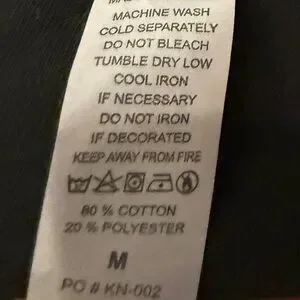 MACHINE WASH
COLD SEPARATELY
DO NOT BLEACH
TUMBLE DRY LOW
COOL IRON
IF NECESSARY
DO NOT IRON
IF DECORATED
KEEP AWAY FROM FIRE
80 % COTTON
20 % POLYESTER
M
PO # KN-002